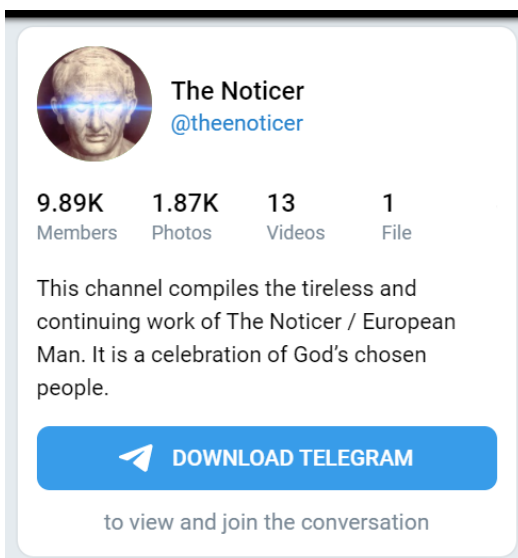 The Noticer
@theenoticer
9.89K 1.87K 13 1
Members Photos Videos File
This channel compiles the tireless and
continuing work of The Noticer / European
Man. It is a celebration of God's chosen
people.
DOWNLOAD TELEGRAM
to view and join the conversation